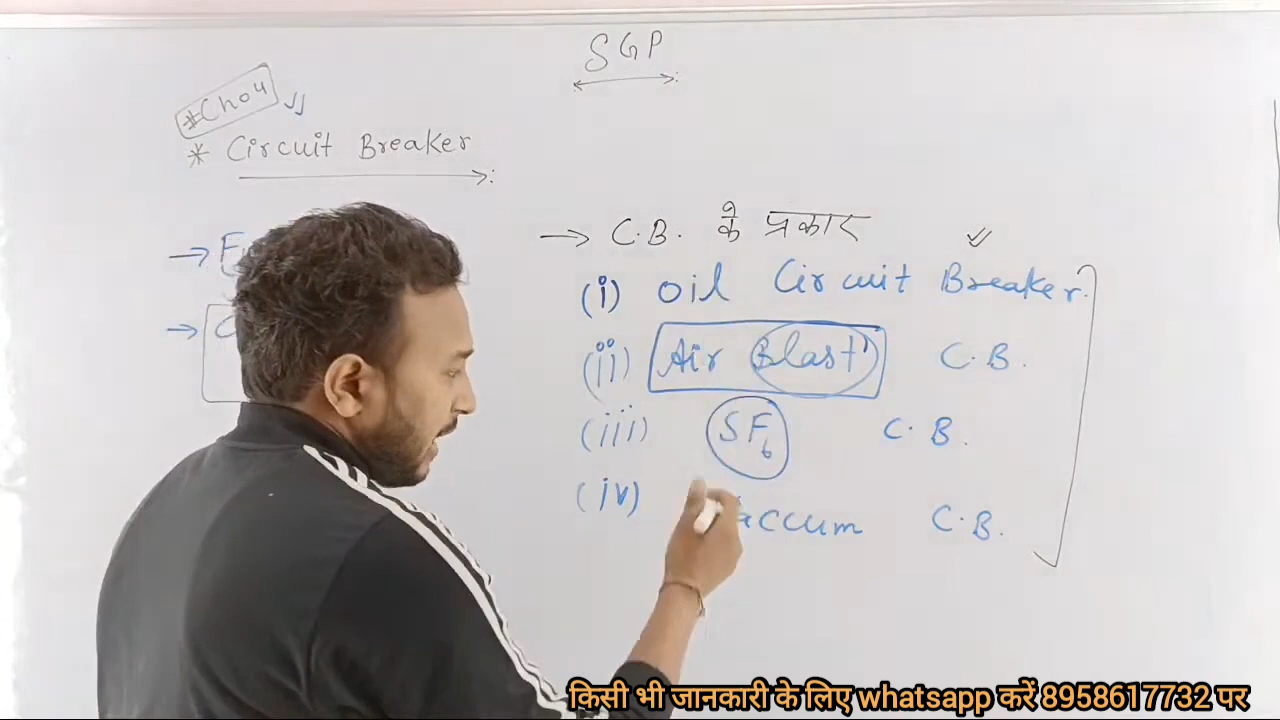 SGP
#Ch04
* Circuit Breaker
→ C.B. के प्रकार
(i) Oil Circuit Breaker.
(ii) Air Blast C.B.
(iii) SF6 C.B.
(iv) C.B.
किसी भी जानकारी के लिए whatsapp करें 8958617732 पर